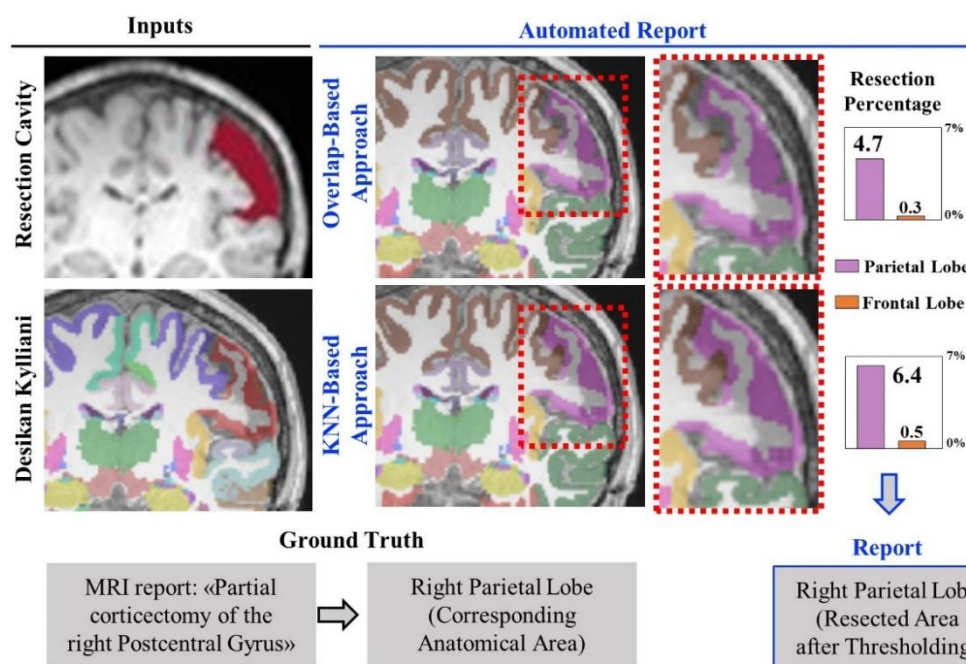 Inputs
Automated Report
Resection Cavity
Overlap-Based
Approach
Resection
Percentage
7%
4.7
0.3
0%
Parietal Lobe
Frontal Lobe
Desikan Kylliani
KNN-Based
Approach
7%
6.4
0.5
0%
Ground Truth
Report
MRI report: «Partial
corticectomy of the
right Postcentral Gyrus»
Right Parietal Lobe
(Corresponding
Anatomical Area)
Right Parietal Lob
(Resected Area
after Thresholding